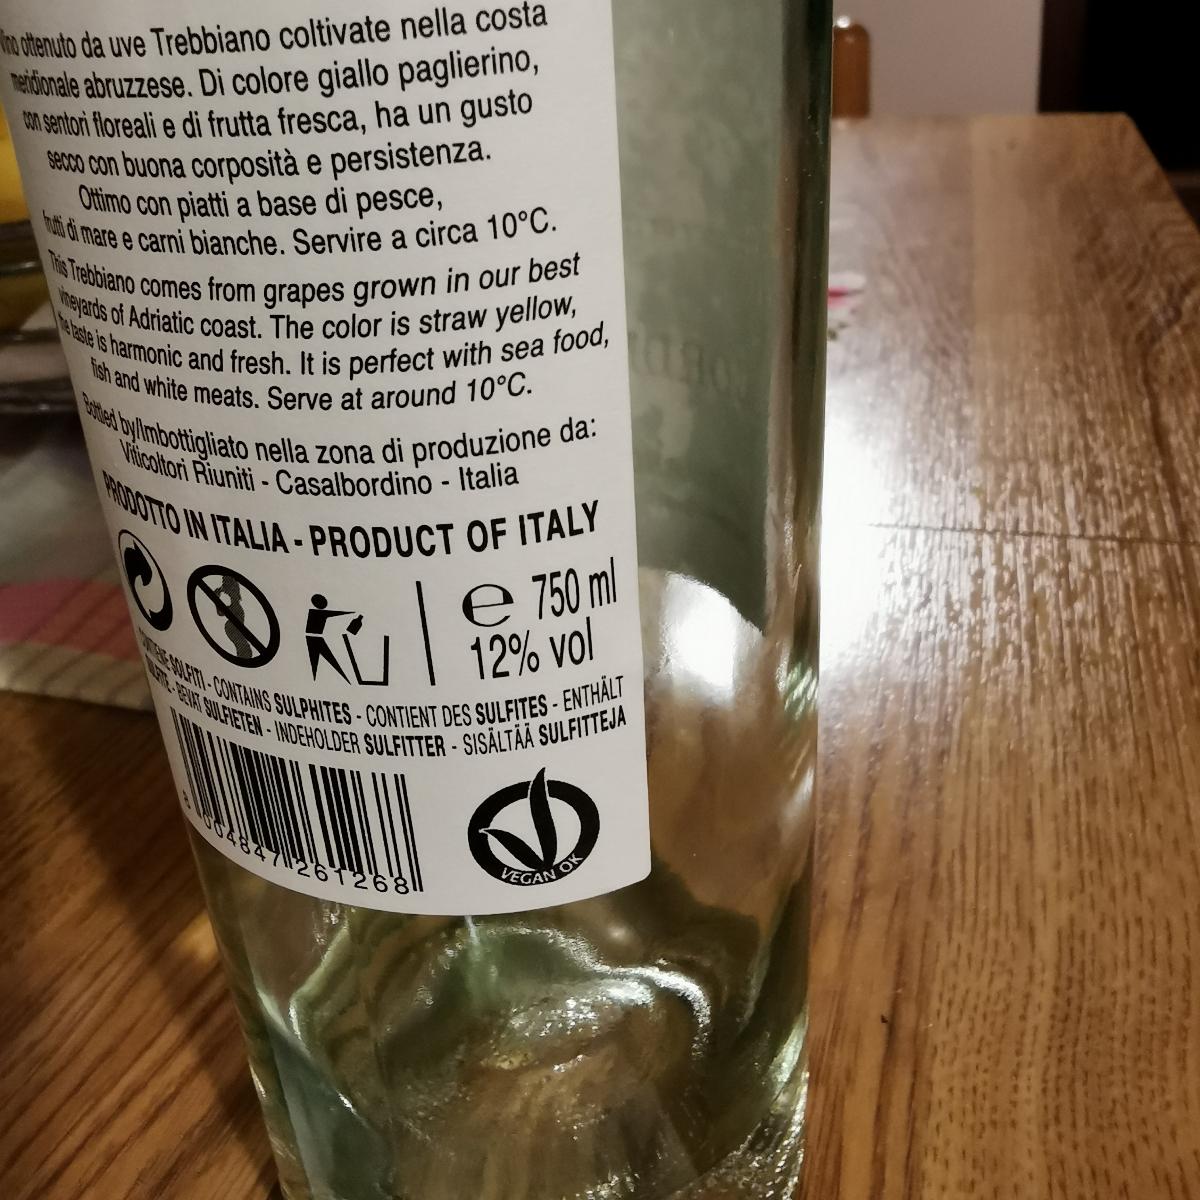 Vino ottenuto da uve Trebbiano coltivate nella costa
meridionale abruzzese. Di colore giallo paglierino,
con sentori floreali e di frutta fresca, ha un gusto
secco con buona corposità e persistenza.
Ottimo con piatti a base di pesce,
frutti di mare e carni bianche. Servire a circa 10°C.
This Trebbiano comes from grapes grown in our best
vineyards of Adriatic coast. The color is straw yellow,
the taste is harmonic and fresh. It is perfect with sea food,
fish and white meats. Serve at around 10°C.
Bottled by/Imbottigliato nella zona di produzione da:
Viticoltori Riuniti - Casalbordino - Italia
PRODOTTO IN ITALIA - PRODUCT OF ITALY
e 750 ml
12% vol
CONTIENE SOLFITI - CONTAINS SULPHITES - CONTIENT DES SULFITES - ENTHÄLT
SULFITE - BEVAT SULFIETEN - INDEHOLDER SULFITTER - SISÄLTÄÄ SULFITTEJA
8 004847 261268
VEGAN OK